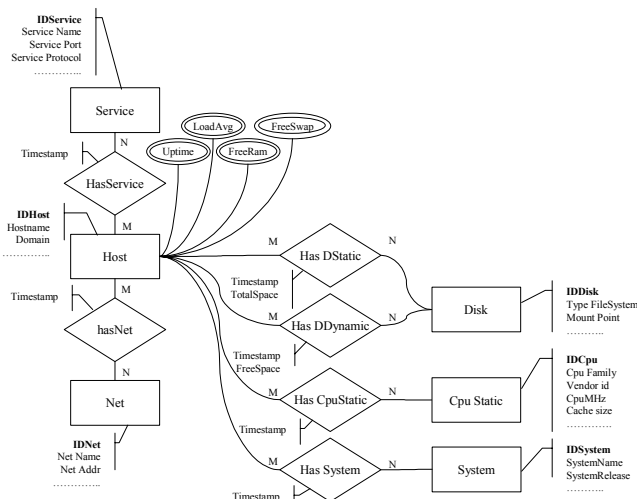 IDService
Service Name
Service Port
Service Protocol
…………..
Service
N
Timestamp
HasService
M
LoadAvg
FreeSwap
Uptime
FreeRam
IDHost
Hostname
Domain
…………..
Host
M
Timestamp
hasNet
N
Net
IDNet
Net Name
Net Addr
…………..
M
Has DStatic
N
Timestamp
TotalSpace
M
Has DDynamic
N
Timestamp
FreeSpace
Disk
IDDisk
Type FileSystem
Mount Point
………..
M
Has CpuStatic
N
Timestamp
Cpu Static
IDCpu
Cpu Family
Vendor id
CpuMHz
Cache size
………….
M
Has System
N
Timestamp
System
IDSystem
SystemName
SystemRelease
………..